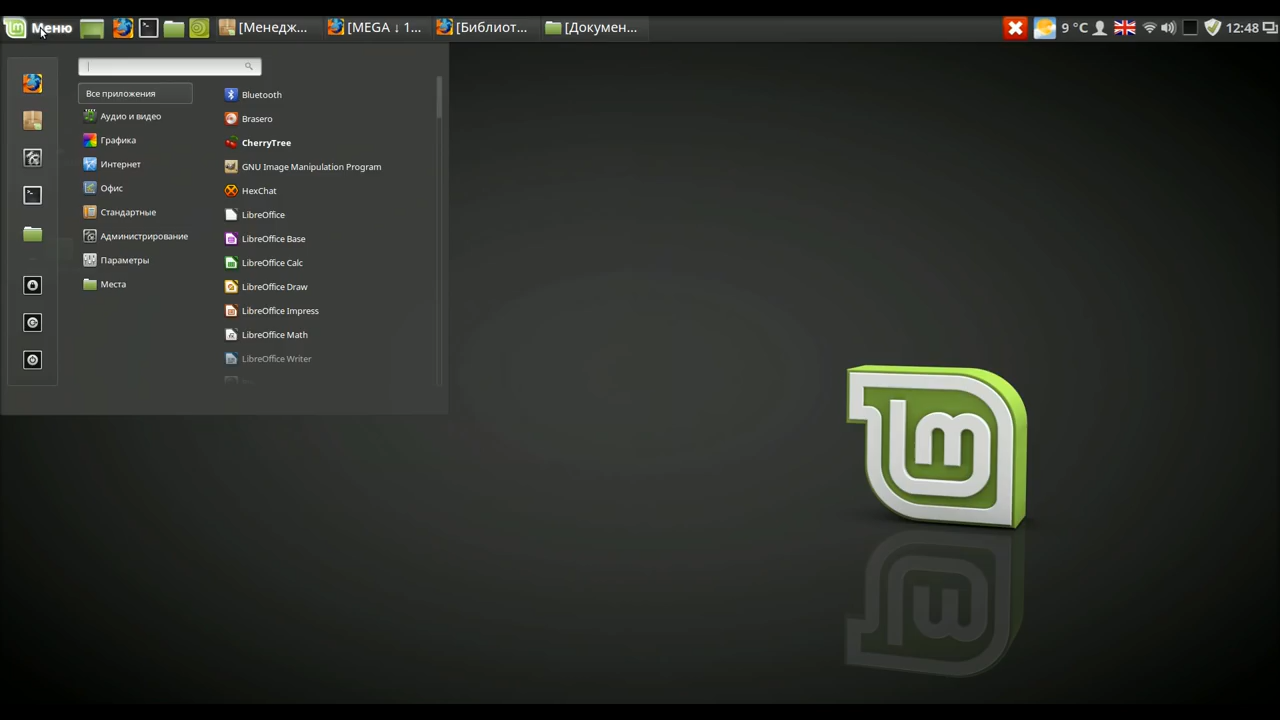 Меню [Менедж... [MEGA ↓ 1... [Библиот... [Докумен... 9 °C 12:48
Все приложения
Аудио и видео
Графика
Интернет
Офис
Стандартные
Администрирование
Параметры
Места
Bluetooth
Brasero
CherryTree
GNU Image Manipulation Program
HexChat
LibreOffice
LibreOffice Base
LibreOffice Calc
LibreOffice Draw
LibreOffice Impress
LibreOffice Math
LibreOffice Writer
lm